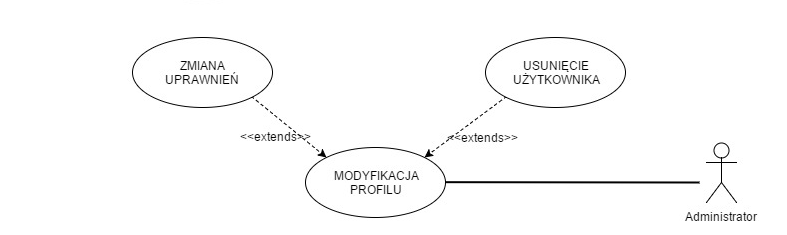 ZMIANA
UPRAWNIEŃ
USUNIĘCIE
UŻYTKOWNIKA
<<extends>>
<<extends>>
MODYFIKACJA
PROFILU
Administrator